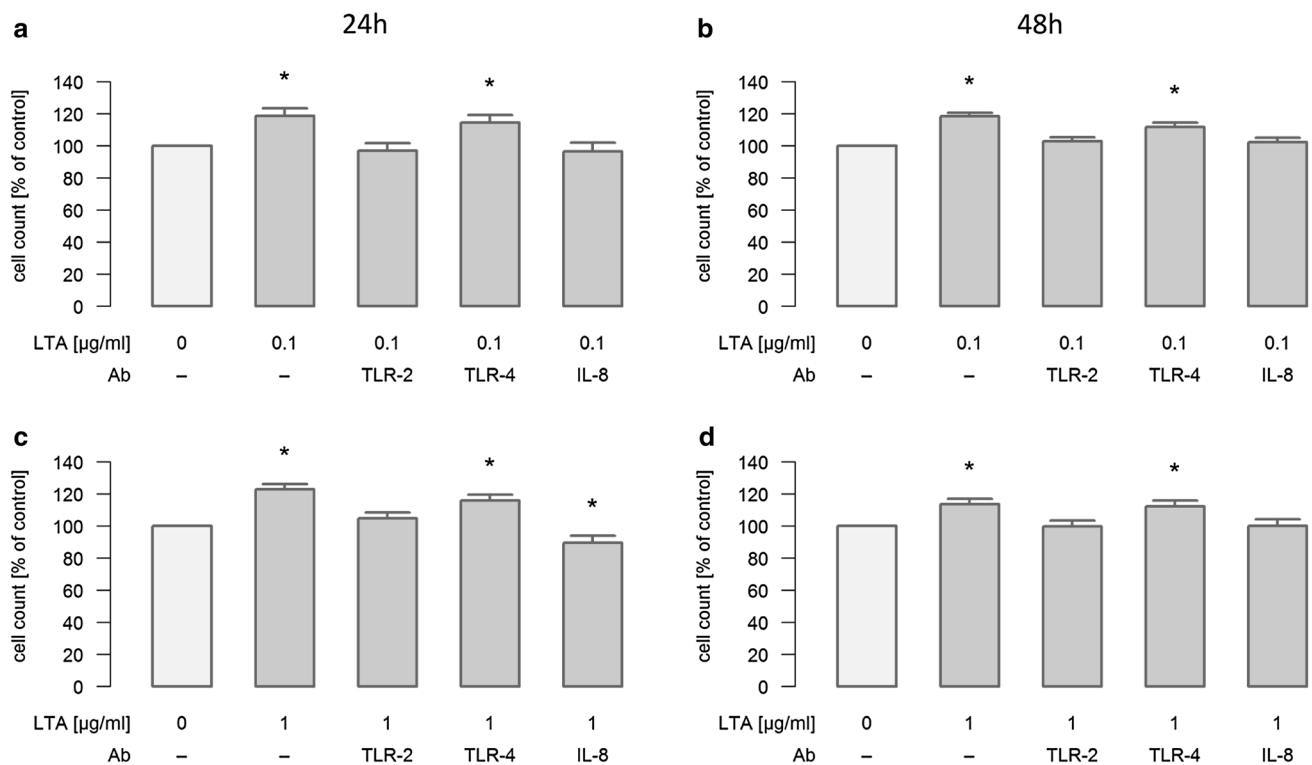 a 24h b 48h
cell count [% of control]
140
120
100
80
60
40
20
0
* *
LTA [µg/ml] 0 0.1 0.1 0.1 0.1
Ab – – TLR-2 TLR-4 IL-8
cell count [% of control]
140
120
100
80
60
40
20
0
* *
LTA [µg/ml] 0 0.1 0.1 0.1 0.1
Ab – – TLR-2 TLR-4 IL-8
c
cell count [% of control]
140
120
100
80
60
40
20
0
* * *
LTA [µg/ml] 0 1 1 1 1
Ab – – TLR-2 TLR-4 IL-8
d
cell count [% of control]
140
120
100
80
60
40
20
0
* *
LTA [µg/ml] 0 1 1 1 1
Ab – – TLR-2 TLR-4 IL-8